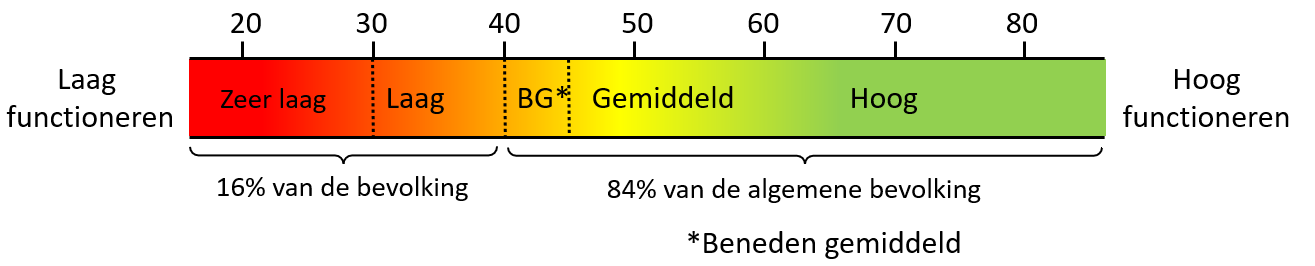 20 30 40 50 60 70 80
Laag
functioneren
Zeer laag Laag BG* Gemiddeld Hoog
Hoog
functioneren
16% van de bevolking
84% van de algemene bevolking
*Beneden gemiddeld